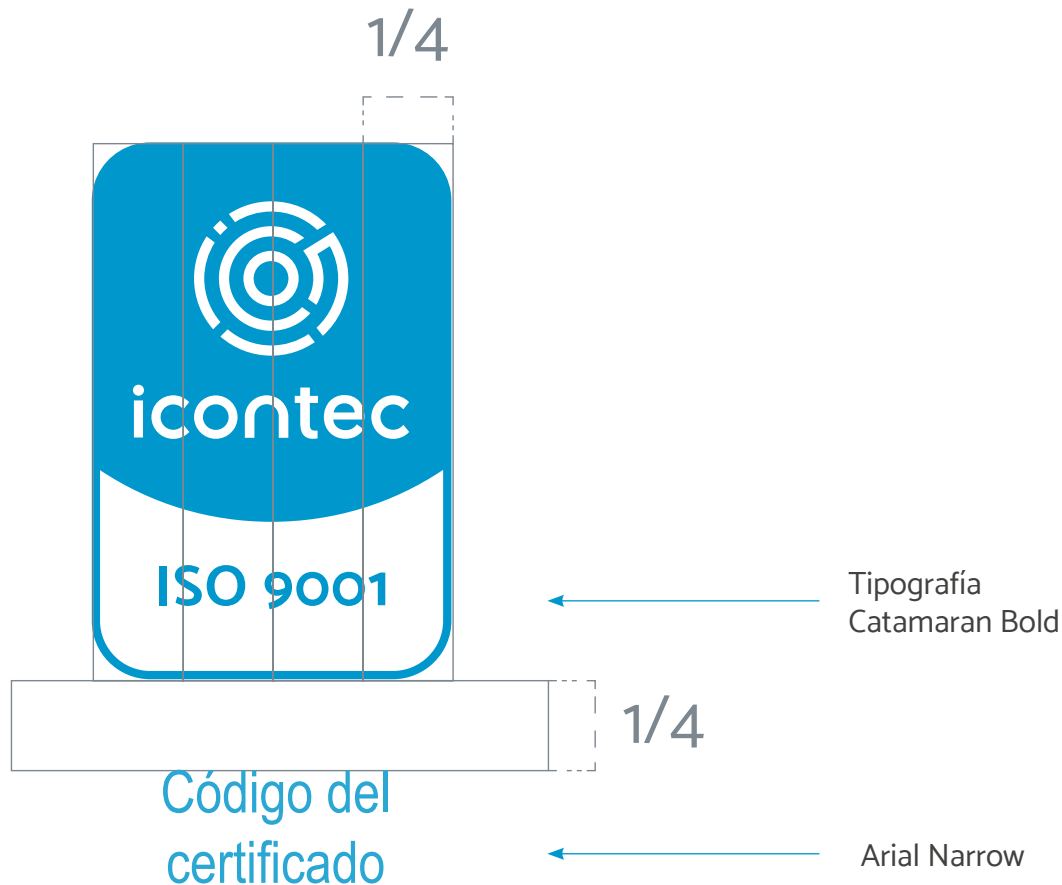 1/4
icontec
ISO 9001
Tipografía
Catamaran Bold
1/4
Código del
certificado
Arial Narrow